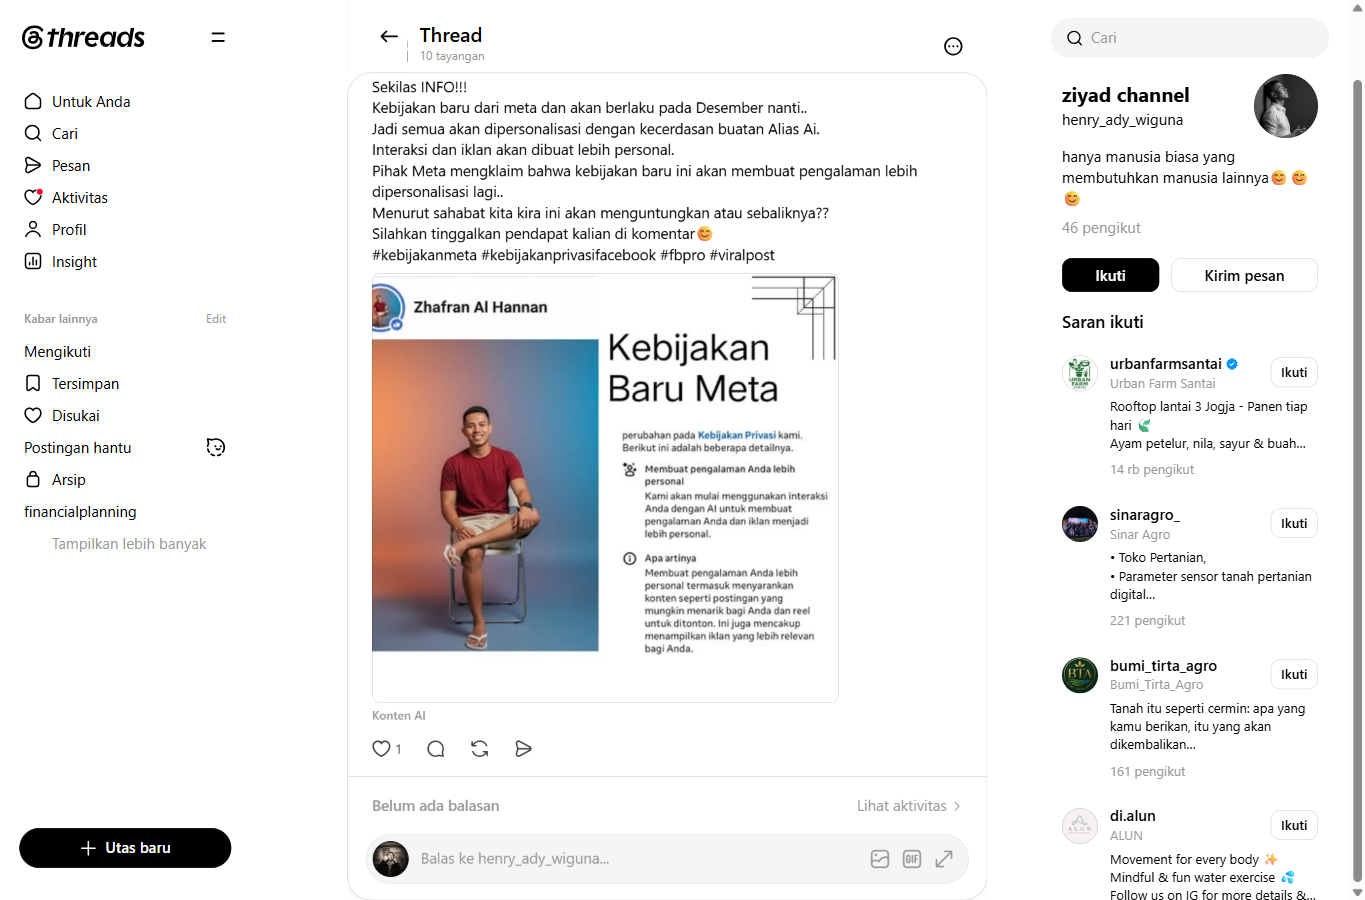 threads
Untuk Anda
Cari
Pesan
Aktivitas
Profil
Insight
Kabar lainnya
Edit
Mengikuti
Tersimpan
Disukai
Postingan hantu
Arsip
financialplanning
Tampilkan lebih banyak
Utas baru
Thread
10 tayangan
Sekilas INFO!!!
Kebijakan baru dari meta dan akan berlaku pada Desember nanti..
Jadi semua akan dipersonalisasi dengan kecerdasan buatan Alias Ai.
Interaksi dan iklan akan dibuat lebih personal.
Pihak Meta mengklaim bahwa kebijakan baru ini akan membuat pengalaman lebih
dipersonalisasi lagi..
Menurut sahabat kita kira ini akan menguntungkan atau sebaliknya??
Silahkan tinggalkan pendapat kalian di komentar😊
#kebijakanmeta #kebijakanprivasifacebook #fbpro #viralpost
Zhafran Al Hannan
Kebijakan
Baru Meta
perubahan pada Kebijakan Privasi kami.
Berikut ini adalah beberapa detailnya.
Membuat pengalaman Anda lebih
personal
Kami akan mulai menggunakan interaksi
Anda dengan AI untuk membuat
pengalaman Anda dan iklan menjadi
lebih personal.
Apa artinya
Membuat pengalaman Anda lebih
personal termasuk menyarankan
konten seperti postingan yang
mungkin menarik bagi Anda dan reel
untuk ditonton. Ini juga mencakup
menampilkan iklan yang lebih relevan
bagi Anda.
Konten AI
1
Belum ada balasan
Lihat aktivitas
Balas ke henry_ady_wiguna...
GIF
Cari
ziyad channel
henry_ady_wiguna
hanya manusia biasa yang
membutuhkan manusia lainnya😊 😊
😊
46 pengikut
Ikuti
Kirim pesan
Saran ikuti
URBAN
FARM
urbanfarmsantai
Urban Farm Santai
Ikuti
Rooftop lantai 3 Jogja - Panen tiap
hari 🌿
Ayam petelur, nila, sayur & buah...
14 rb pengikut
sinaragro_
Sinar Agro
Ikuti
• Toko Pertanian,
• Parameter sensor tanah pertanian
digital...
221 pengikut
BTA
bumi_tirta_agro
Bumi_Tirta_Agro
Ikuti
Tanah itu seperti cermin: apa yang
kamu berikan, itu yang akan
dikembalikan...
161 pengikut
ALUN
di.alun
ALUN
Ikuti
Movement for every body ✨
Mindful & fun water exercise 💦
Follow us on IG for more details &...